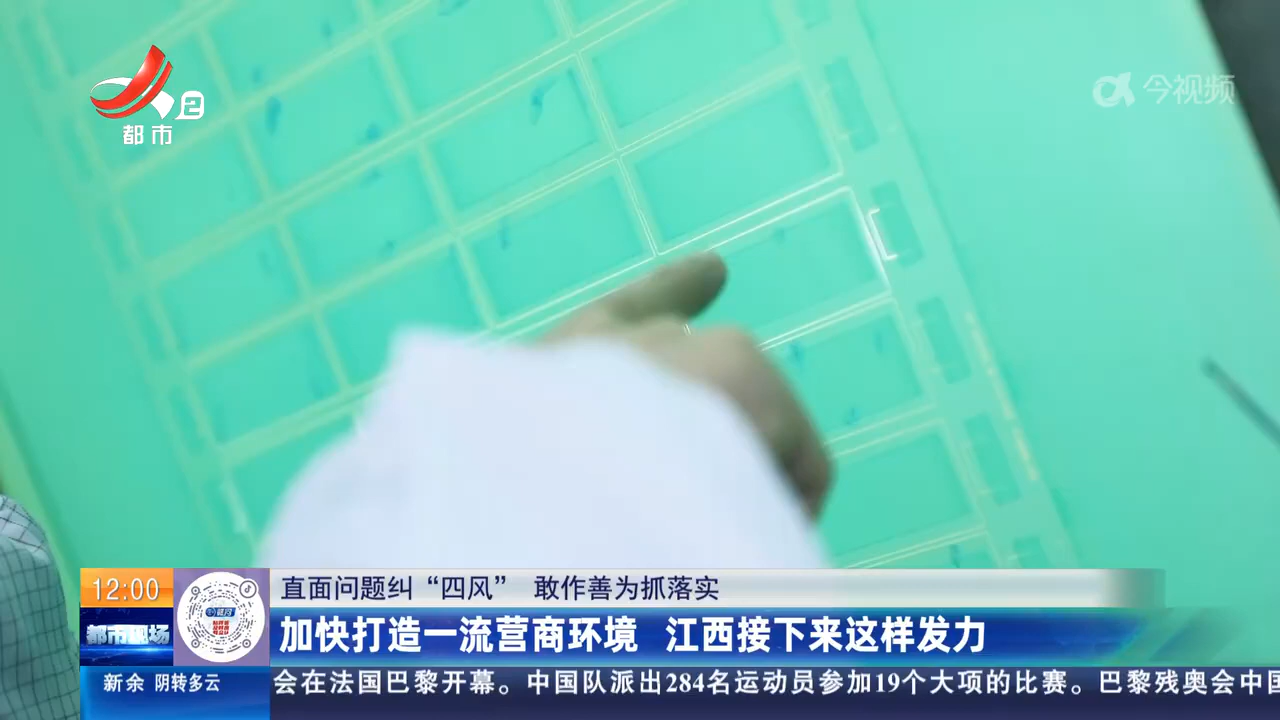 2
都市
今视频
直面问题纠“四风” 敢作善为抓落实
12:00
都市现场
加快打造一流营商环境 江西接下来这样发力
新余 阴转多云
会在法国巴黎开幕。中国队派出284名运动员参加19个大项的比赛。巴黎残奥会中国